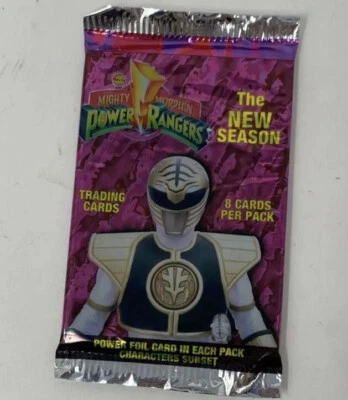 MIGHTY MORPHIN
POWER RANGERS
The
NEW
SEASON
TRADING
CARDS
8 CARDS
PER PACK
POWER FOIL CARD IN EACH PACK
CHARACTERS SUBSET